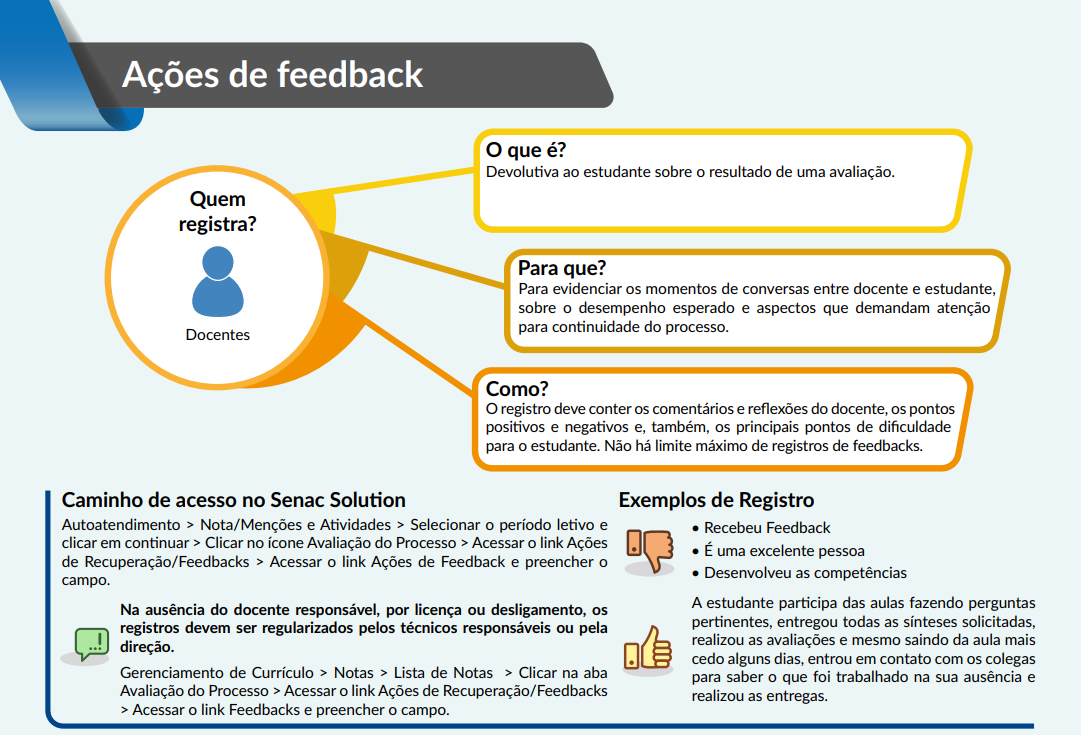 Ações de feedback
Quem
registra?
Docentes
O que é?
Devolutiva ao estudante sobre o resultado de uma avaliação.
Para que?
Para evidenciar os momentos de conversas entre docente e estudante,
sobre o desempenho esperado e aspectos que demandam atenção
para continuidade do processo.
Como?
O registro deve conter os comentários e reflexões do docente, os pontos
positivos e negativos e, também, os principais pontos de dificuldade
para o estudante. Não há limite máximo de registros de feedbacks.
Caminho de acesso no Senac Solution
Autoatendimento > Nota/Menções e Atividades > Selecionar o período letivo e
clicar em continuar > Clicar no ícone Avaliação do Processo > Acessar o link Ações
de Recuperação/Feedbacks > Acessar o link Ações de Feedback e preencher o
campo.
Na ausência do docente responsável, por licença ou desligamento, os
registros devem ser regularizados pelos técnicos responsáveis ou pela
direção.
Gerenciamento de Currículo > Notas > Lista de Notas > Clicar na aba
Avaliação do Processo > Acessar o link Ações de Recuperação/Feedbacks
> Acessar o link Feedbacks e preencher o campo.
Exemplos de Registro
• Recebeu Feedback
• É uma excelente pessoa
• Desenvolveu as competências
A estudante participa das aulas fazendo perguntas
pertinentes, entregou todas as sínteses solicitadas,
realizou as avaliações e mesmo saindo da aula mais
cedo alguns dias, entrou em contato com os colegas
para saber o que foi trabalhado na sua ausência e
realizou as entregas.